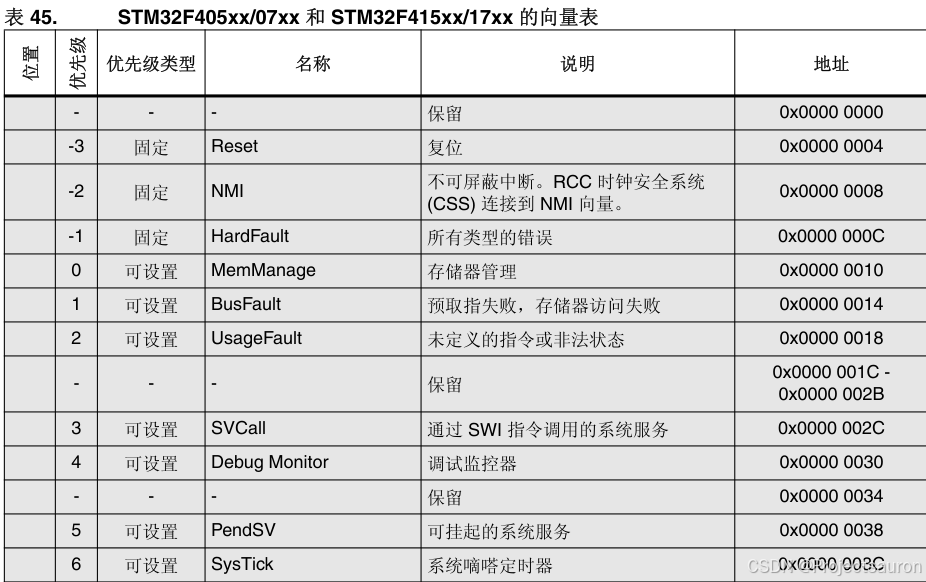 表 45. STM32F405xx/07xx 和 STM32F415xx/17xx 的向量表
位置 优先级 优先级类型 名称 说明 地址
- - - 保留 0x0000 0000
-3 固定 Reset 复位 0x0000 0004
-2 固定 NMI 不可屏蔽中断。RCC 时钟安全系统 0x0000 0008
(CSS) 连接到 NMI 向量。
-1 固定 HardFault 所有类型的错误 0x0000 000C
0 可设置 MemManage 存储器管理 0x0000 0010
1 可设置 BusFault 预取指失败，存储器访问失败 0x0000 0014
2 可设置 UsageFault 未定义的指令或非法状态 0x0000 0018
- - - 保留 0x0000 001C -
0x0000 002B
3 可设置 SVCall 通过 SWI 指令调用的系统服务 0x0000 002C
4 可设置 Debug Monitor 调试监控器 0x0000 0030
- - - 保留 0x0000 0034
5 可设置 PendSV 可挂起的系统服务 0x0000 0038
6 可设置 SysTick 系统嘀嗒定时器 0x0000 003C
CSDN @Projectsauron